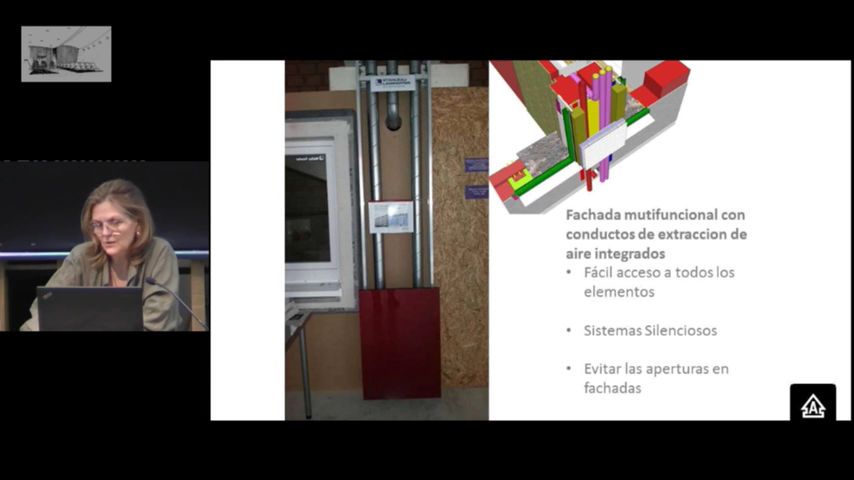 Fachada mutifuncional con
conductos de extraccion de
aire integrados
• Fácil acceso a todos los
elementos
• Sistemas Silenciosos
• Evitar las aperturas en
fachadas
A